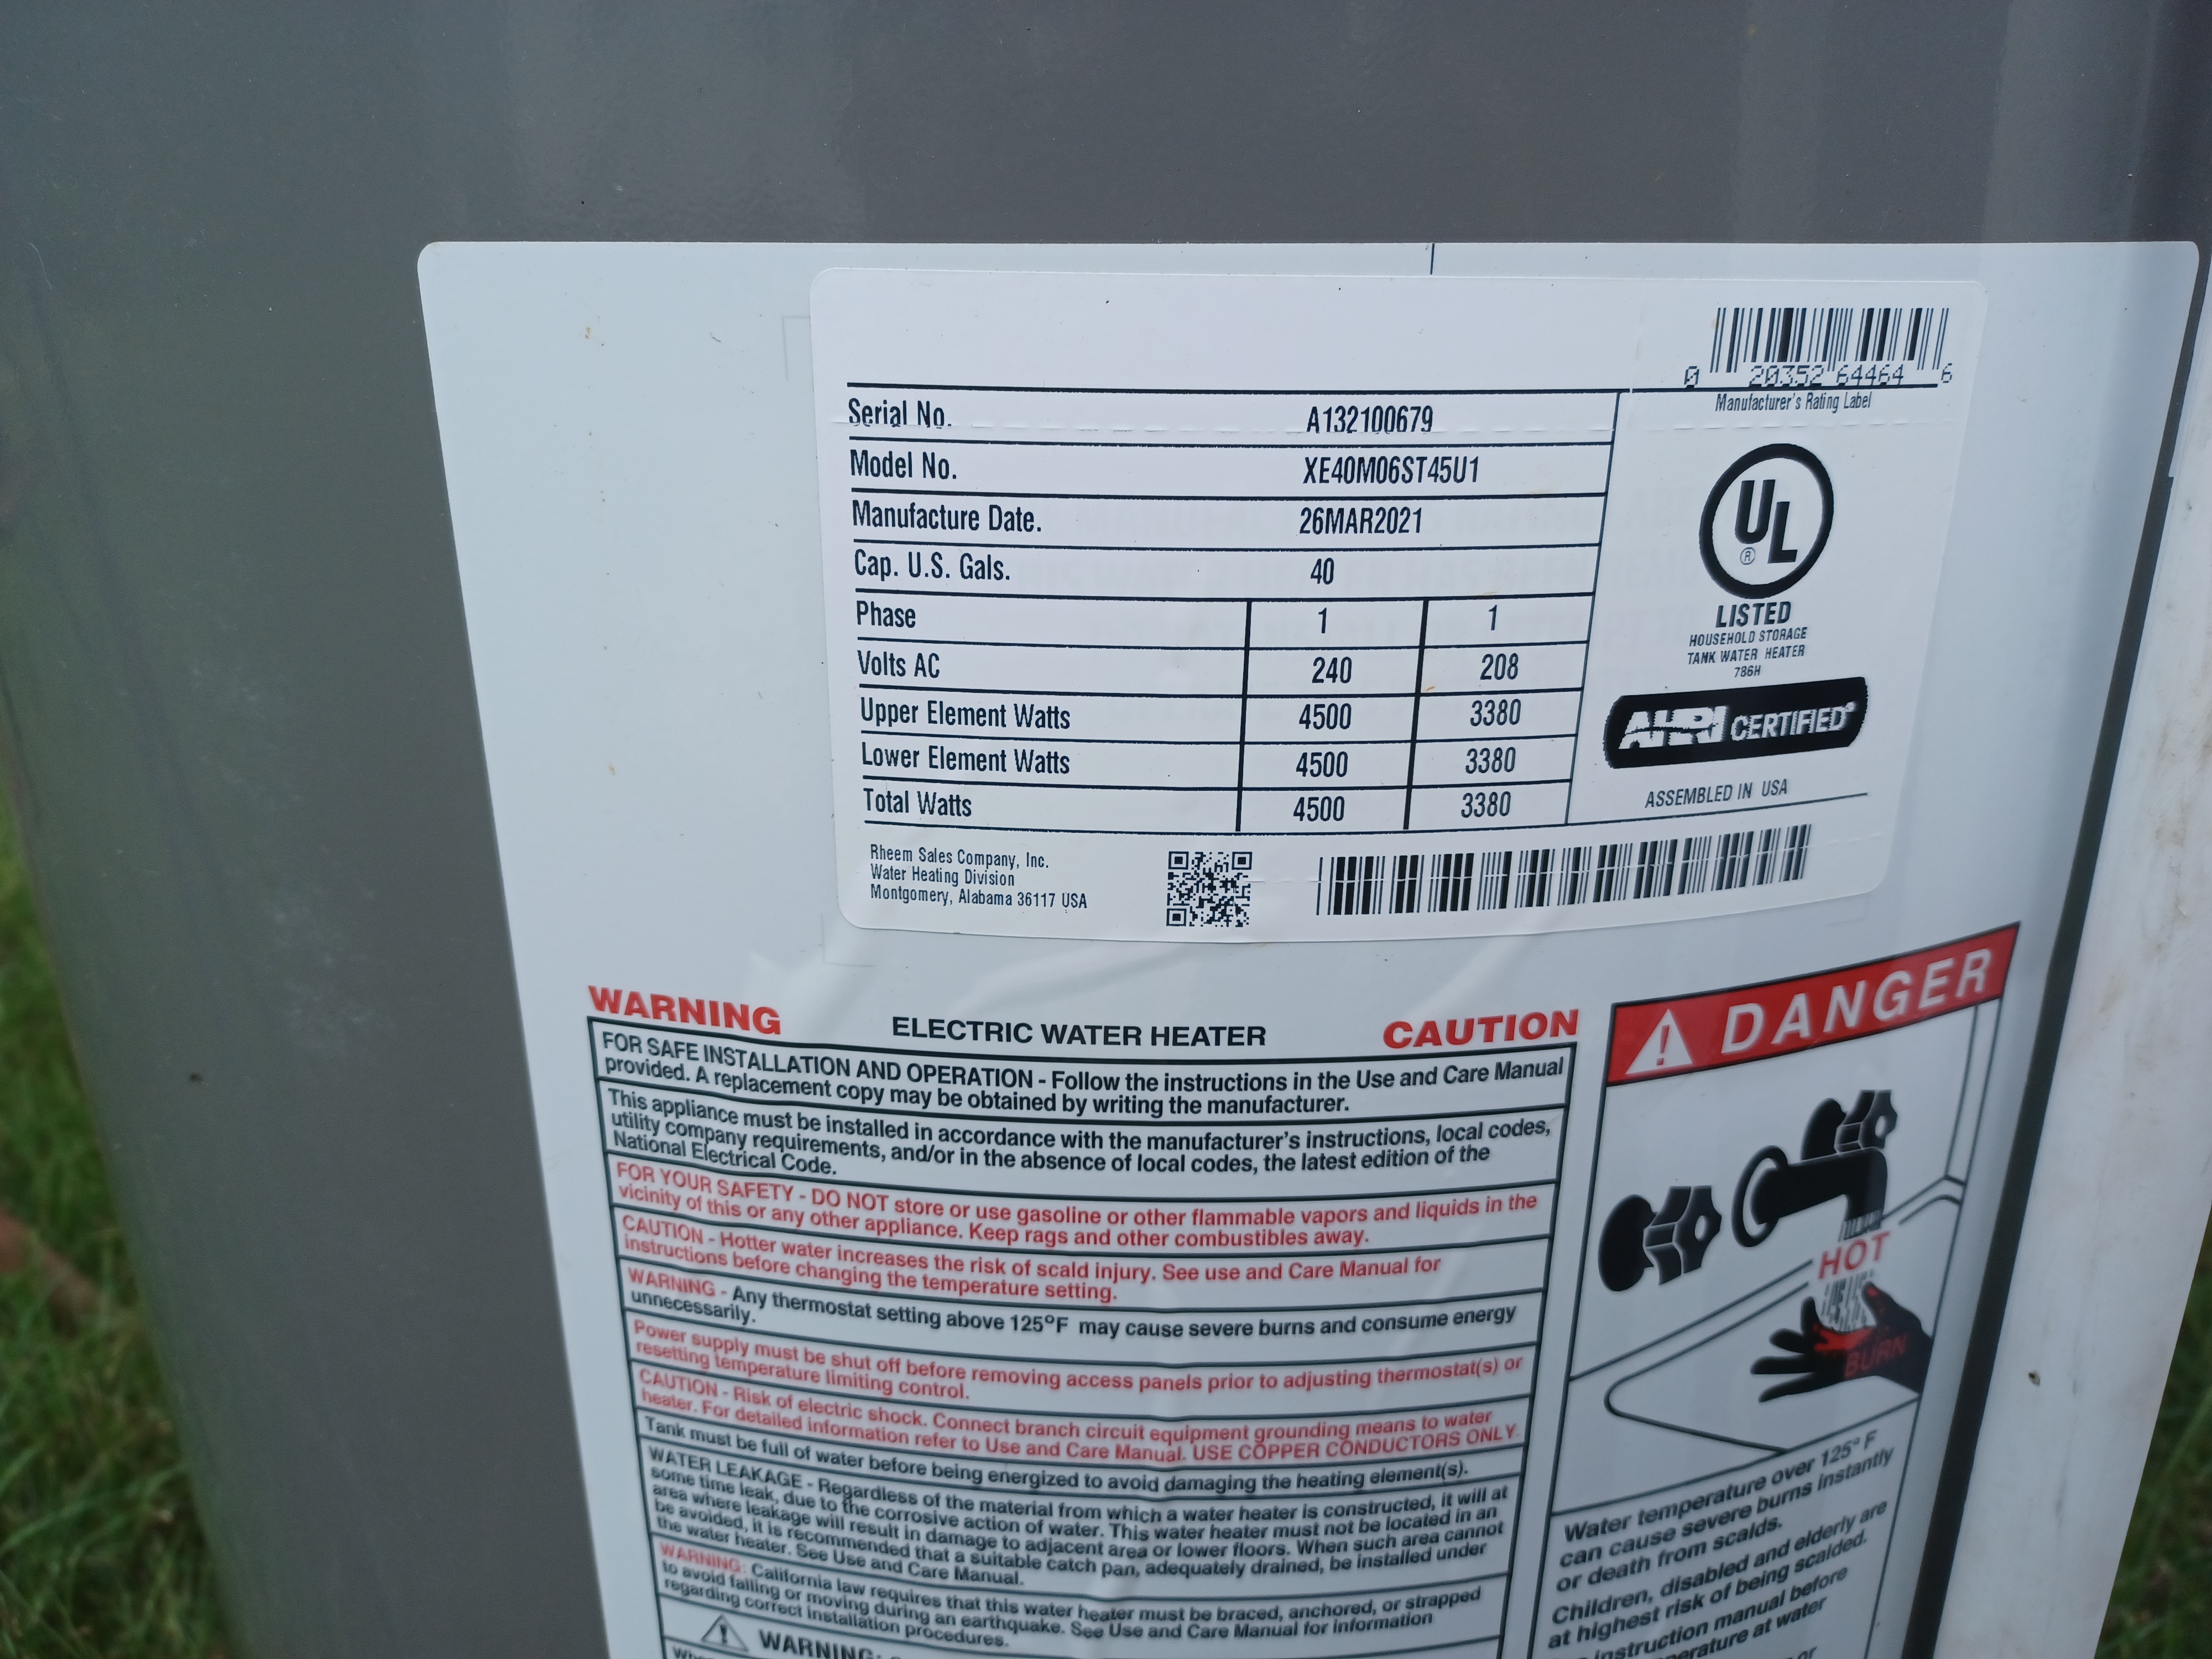 0 20352 64464 6
Manufacturer's Rating Label
Serial No. A132100679
Model No. XE40M06ST45U1
Manufacture Date. 26MAR2021
Cap. U.S. Gals. 40
Phase 1 1
Volts AC 240 208
Upper Element Watts 4500 3380
Lower Element Watts 4500 3380
Total Watts 4500 3380
UL
®
LISTED
HOUSEHOLD STORAGE
TANK WATER HEATER
786H
AHRI CERTIFIED®
ASSEMBLED IN USA
Rheem Sales Company, Inc.
Water Heating Division
Montgomery, Alabama 36117 USA
WARNING ELECTRIC WATER HEATER CAUTION
FOR SAFE INSTALLATION AND OPERATION - Follow the instructions in the Use and Care Manual
provided. A replacement copy may be obtained by writing the manufacturer.
This appliance must be installed in accordance with the manufacturer's instructions, local codes,
utility company requirements, and/or in the absence of local codes, the latest edition of the
National Electrical Code.
FOR YOUR SAFETY - DO NOT store or use gasoline or other flammable vapors and liquids in the
vicinity of this or any other appliance. Keep rags and other combustibles away.
CAUTION - Hotter water increases the risk of scald injury. See use and Care Manual for
instructions before changing the temperature setting.
WARNING - Any thermostat setting above 125°F may cause severe burns and consume energy
unnecessarily.
Power supply must be shut off before removing access panels prior to adjusting thermostat(s) or
resetting temperature limiting control.
CAUTION - Risk of electric shock. Connect branch circuit equipment grounding means to water
heater. For detailed information refer to Use and Care Manual. USE COPPER CONDUCTORS ONLY.
Tank must be full of water before being energized to avoid damaging the heating element(s).
WATER LEAKAGE - Regardless of the material from which a water heater is constructed, it will at
some time leak, due to the corrosive action of water. This water heater must not be located in an
area where leakage will result in damage to adjacent area or lower floors. When such area cannot
be avoided, it is recommended that a suitable catch pan, adequately drained, be installed under
the water heater. See Use and Care Manual.
WARNING: California law requires that this water heater must be braced, anchored, or strapped
to avoid falling or moving during an earthquake. See Use and Care Manual for information
regarding correct installation procedures.
WARNING:
DANGER
HOT
BURN
Water temperature over 125° F
can cause severe burns instantly
or death from scalds.
Children, disabled and elderly are
at highest risk of being scalded.
instruction manual before
temperature at water
or